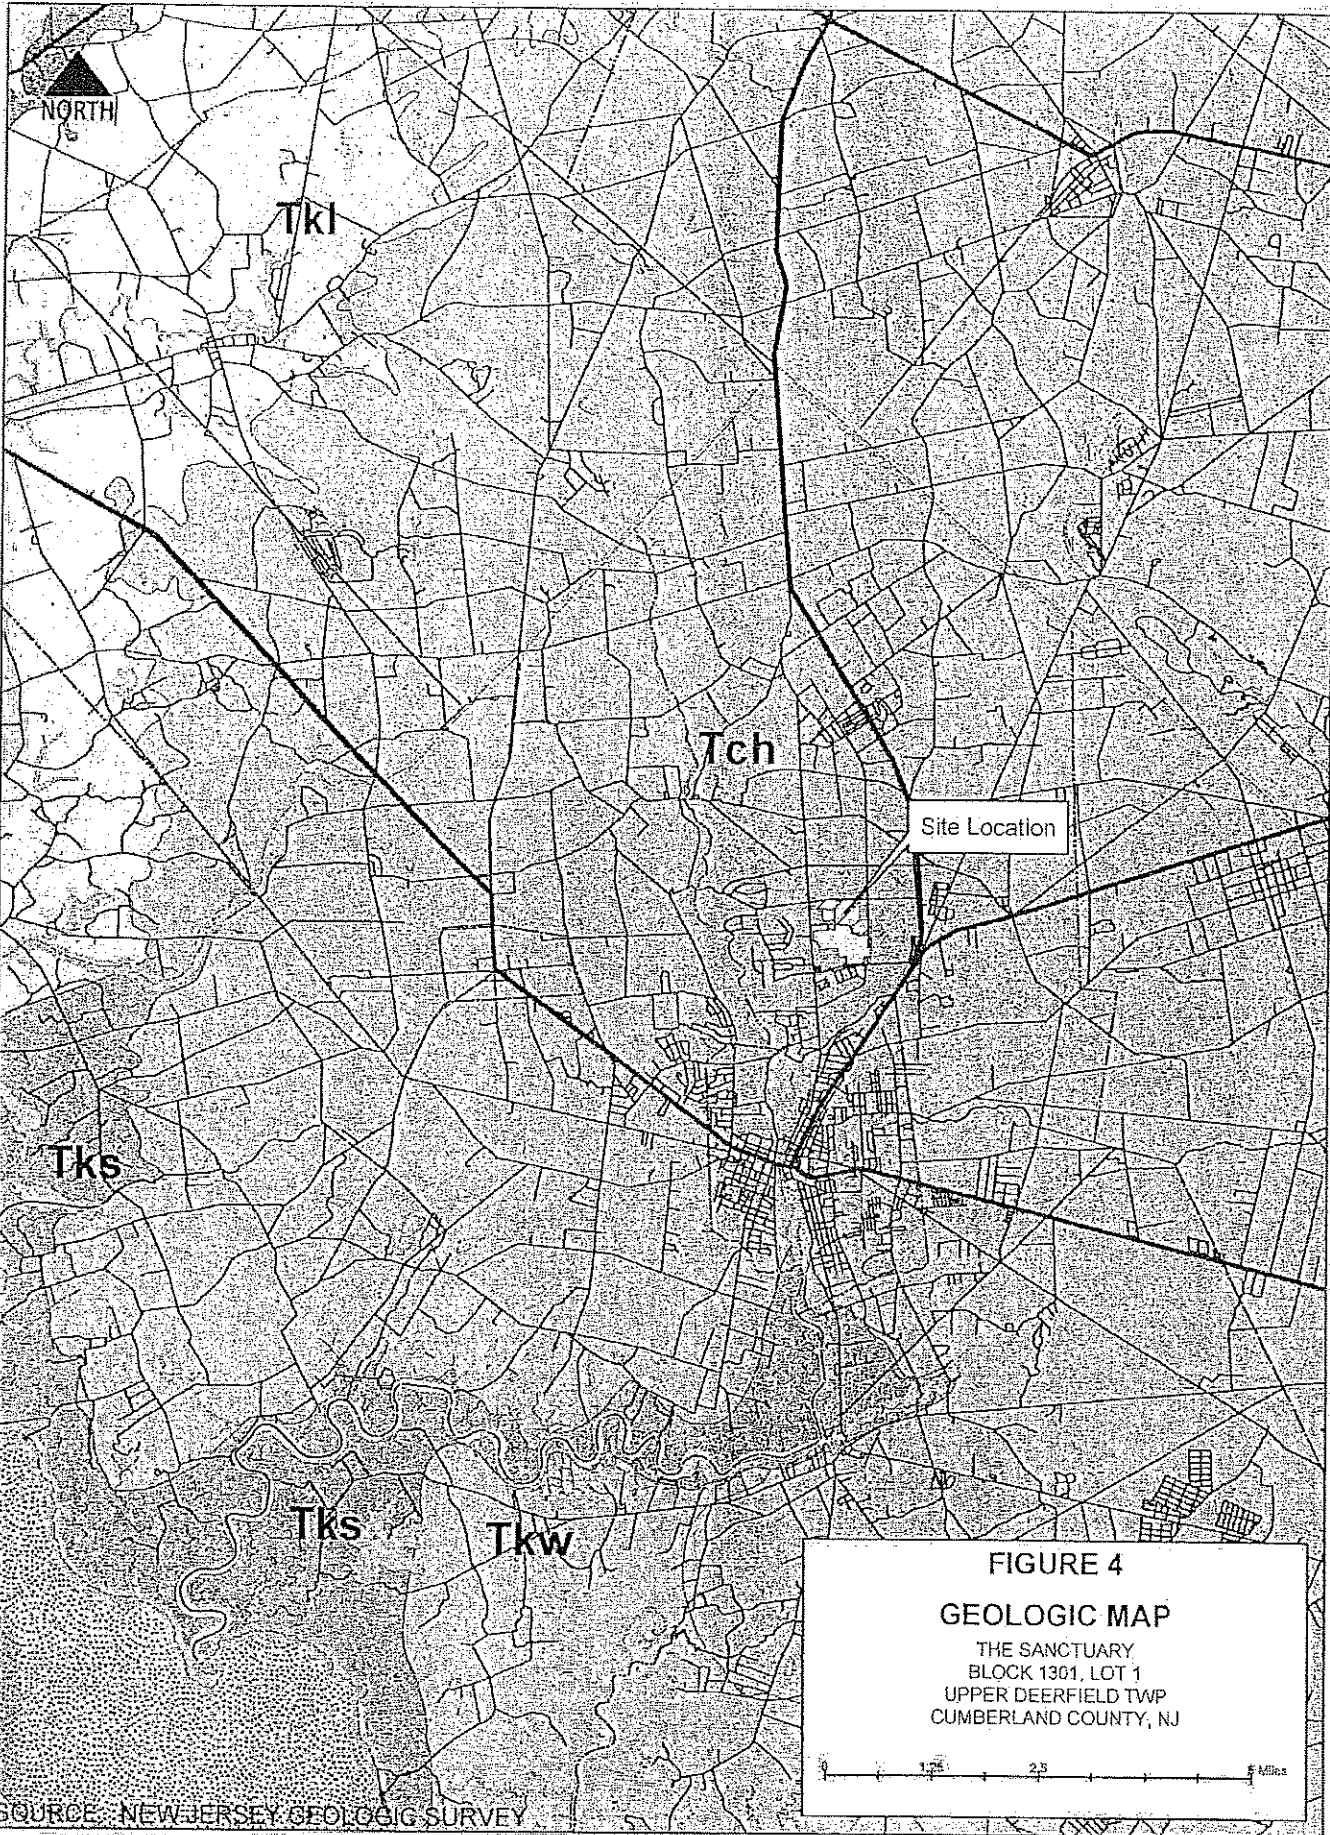 NORTH
Tkl
Tch
Site Location
Tks
Tks
Tkw
FIGURE 4
GEOLOGIC MAP
THE SANCTUARY
BLOCK 1301, LOT 1
UPPER DEERFIELD TWP
CUMBERLAND COUNTY, NJ
0 1.25 2.5 5 Miles
SOURCE: NEW JERSEY GEOLOGIC SURVEY